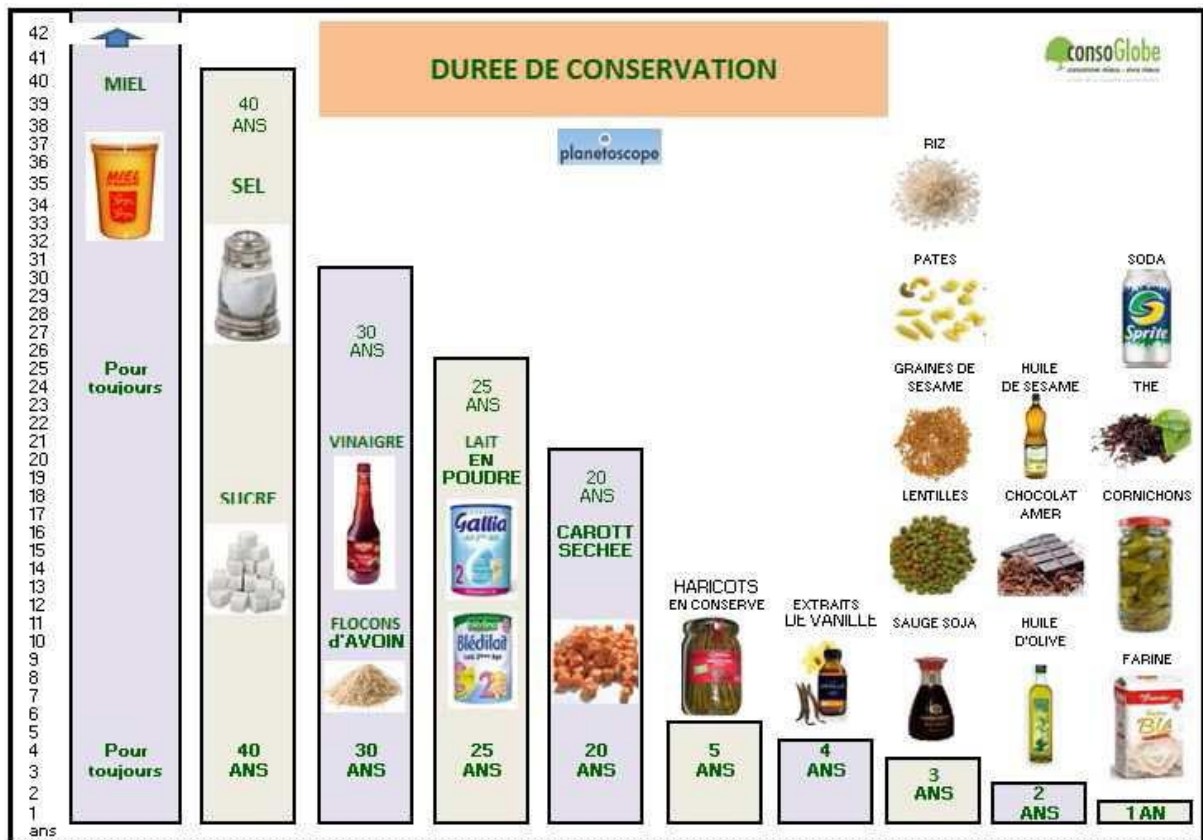 DUREE DE CONSERVATION
consoGlobe
planetoscope
42
41
40
39
38
37
36
35
34
33
32
31
30
29
28
27
26
25
24
23
22
21
20
19
18
17
16
15
14
13
12
11
10
9
8
7
6
5
4
3
2
1
ans
MIEL
MIEL
Pour
toujours
Pour
toujours
40
ANS
SEL
SUCRE
40
ANS
30
ANS
VINAIGRE
FLOCONS
d'AVOIN
30
ANS
25
ANS
LAIT
EN
POUDRE
Gallia
2
Blédilait
2
25
ANS
20
ANS
CAROTT
SECHEE
20
ANS
HARICOTS
EN CONSERVE
5
ANS
EXTRAITS
DE VANILLE
4
ANS
RIZ
PATES
GRAINES DE
SESAME
LENTILLES
SAUGE SOJA
3
ANS
HUILE
DE SESAME
CHOCOLAT
AMER
HUILE
D'OLIVE
2
ANS
SODA
Sprite
THE
CORNICHONS
FARINE
1 AN